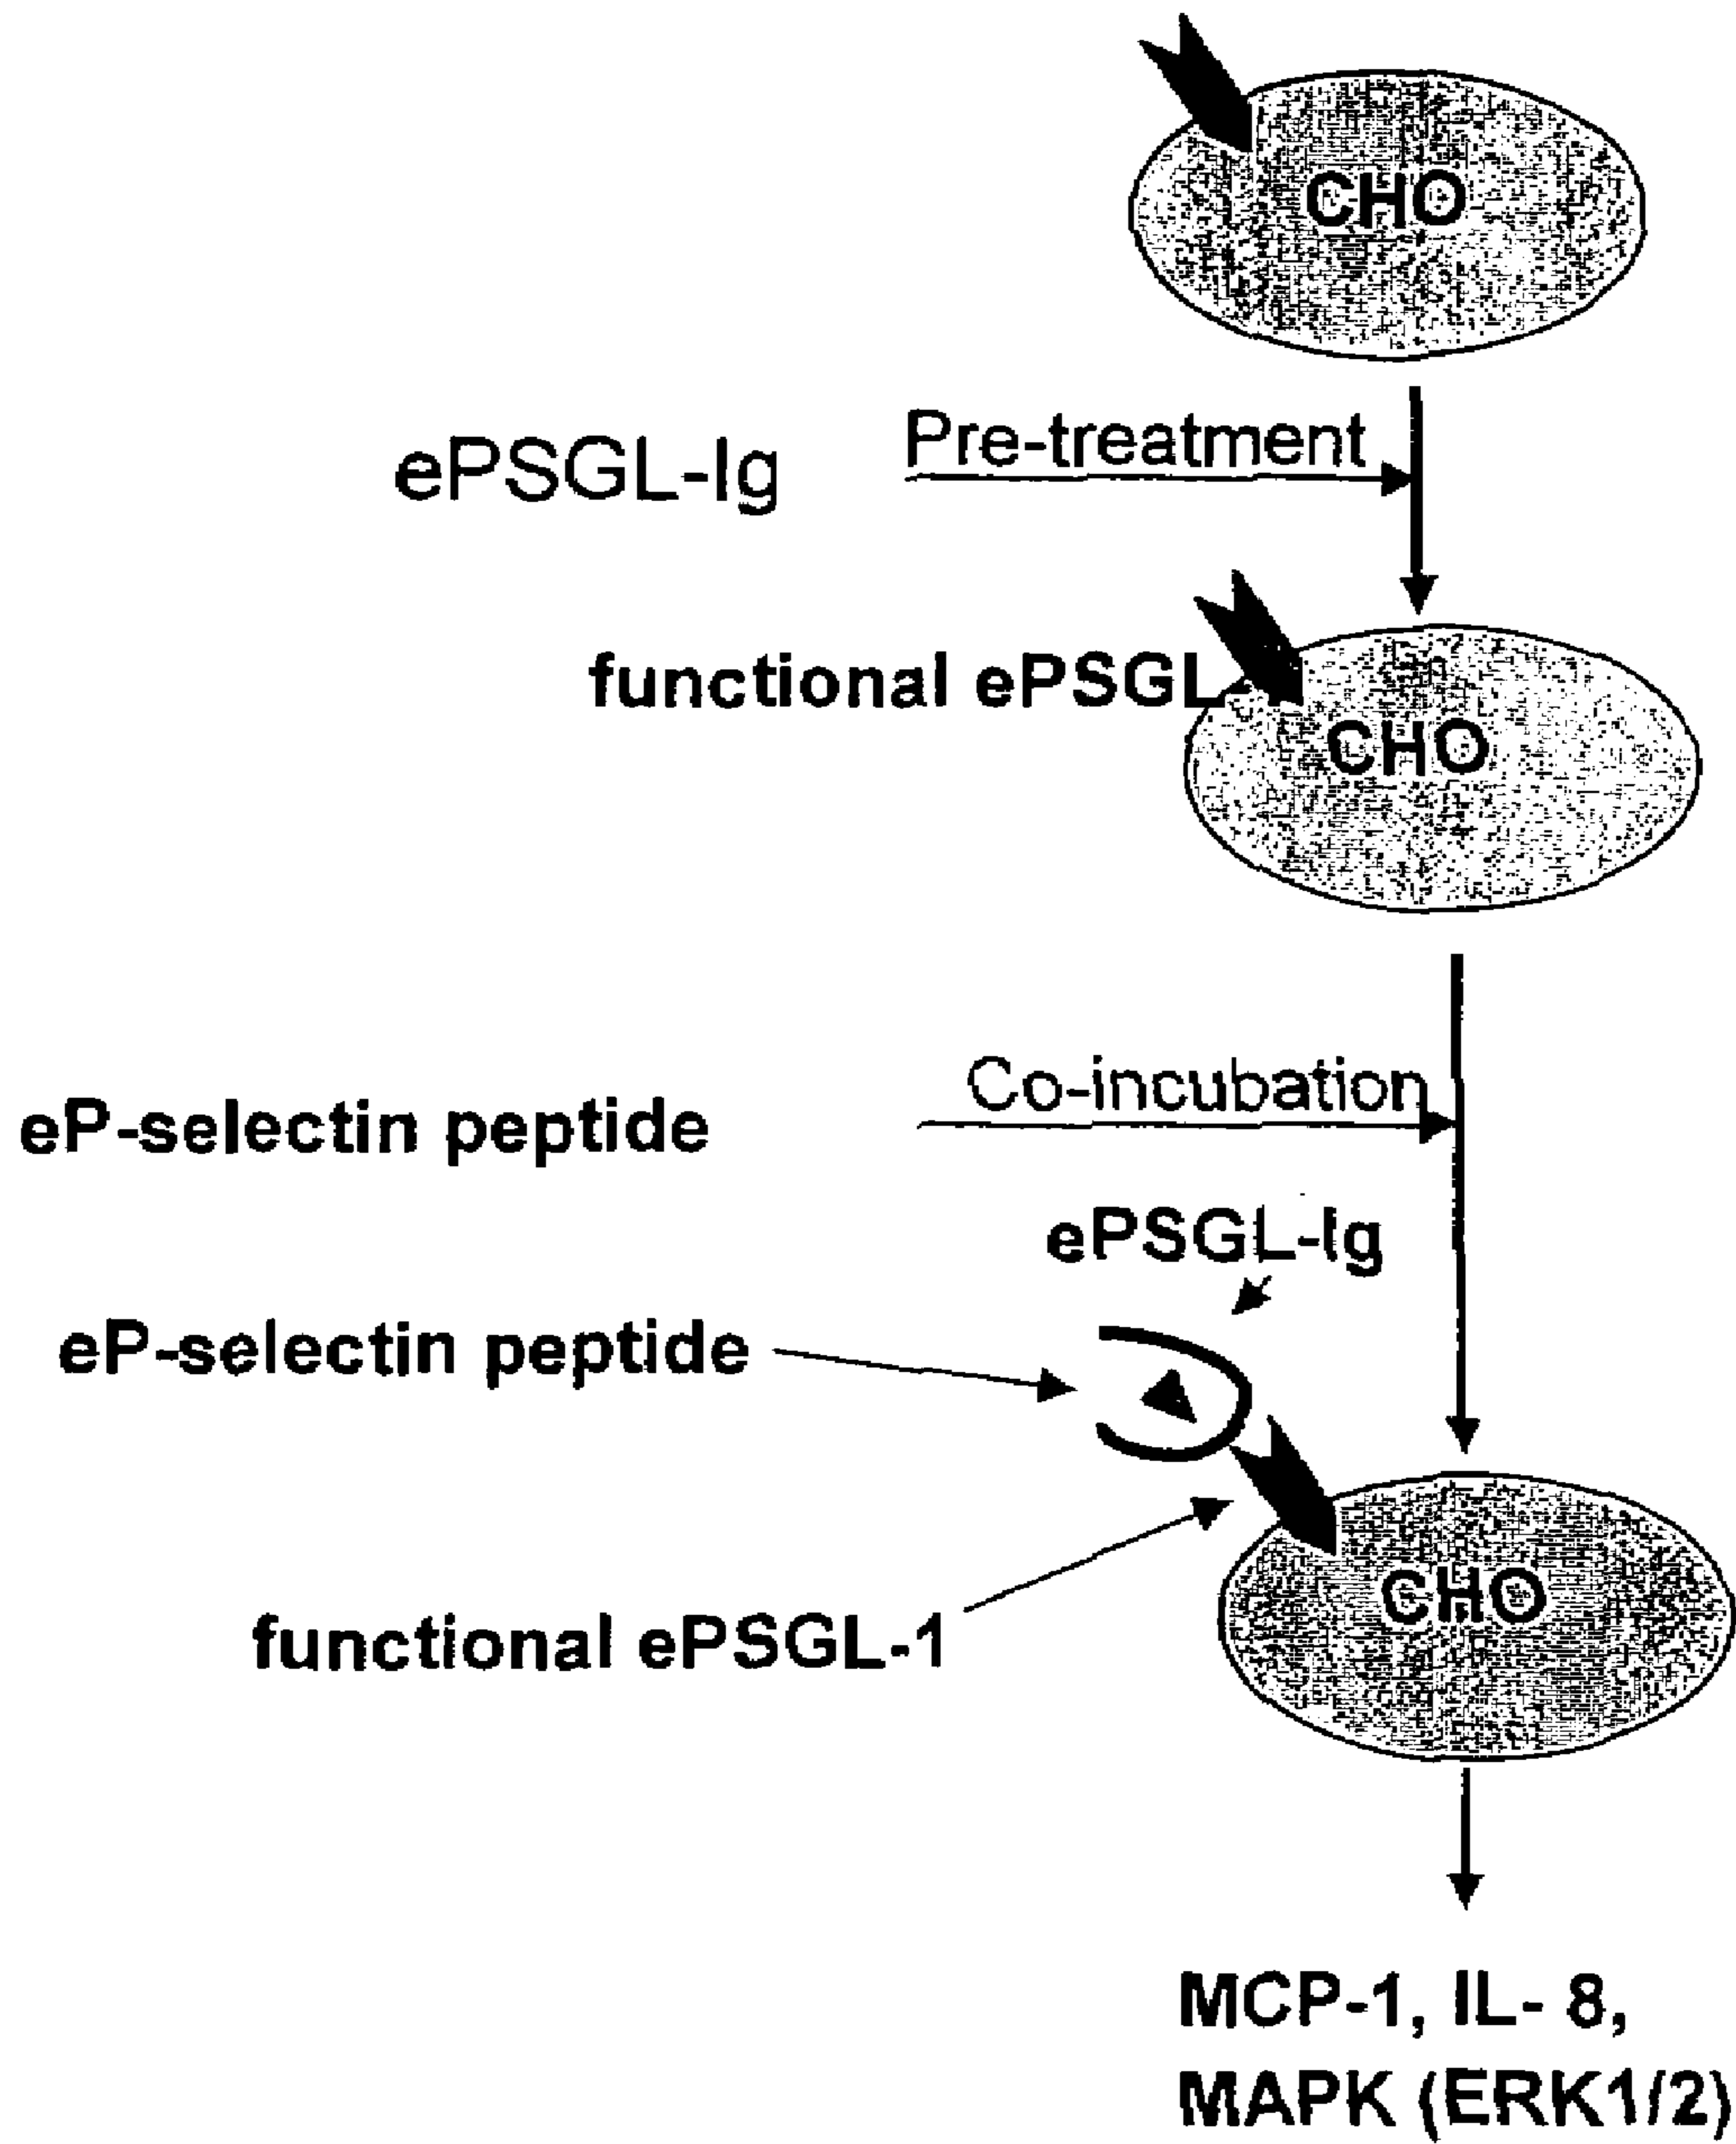 CHO
Pre-treatment
ePSGL-Ig
functional ePSGL-
CHO
Co-incubation
eP-selectin peptide
ePSGL-Ig
eP-selectin peptide
CHO
functional ePSGL-1
MCP-1, IL- 8,
MAPK (ERK1/2)